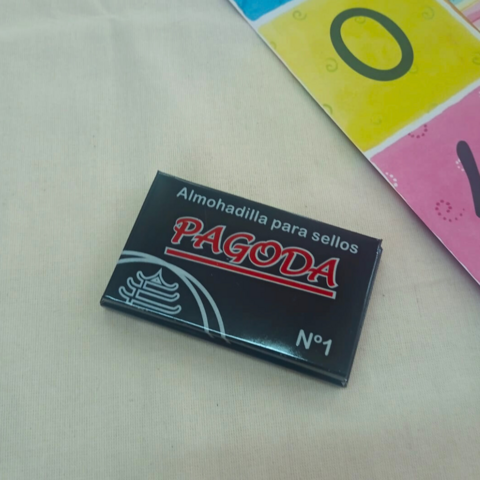 O
Almohadilla para sellos
PAGODA
Nº1